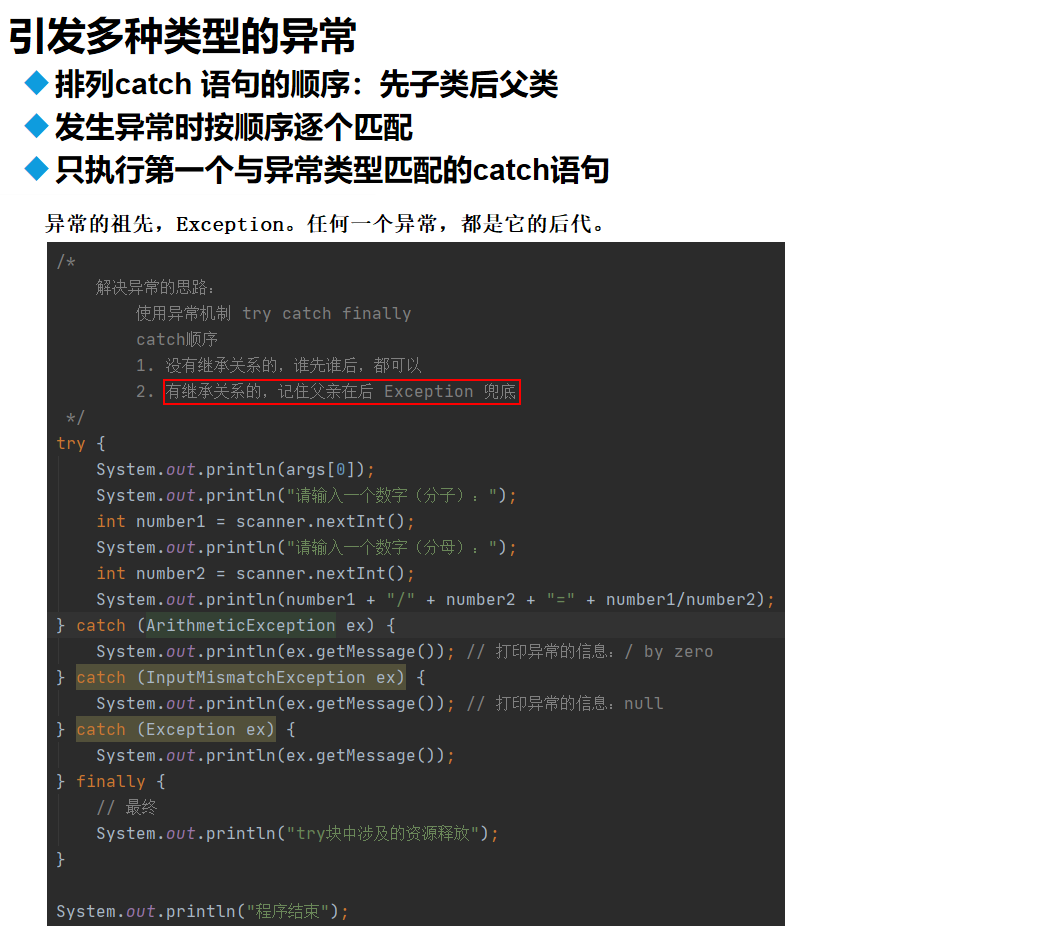 引发多种类型的异常
排列catch 语句的顺序：先子类后父类
发生异常时按顺序逐个匹配
只执行第一个与异常类型匹配的catch语句
异常的祖先，Exception。任何一个异常，都是它的后代。
/*
解决异常的思路：
使用异常机制 try catch finally
catch顺序
1. 没有继承关系的，谁先谁后，都可以
2. 有继承关系的，记住父亲在后 Exception 兜底
*/
try {
System.out.println(args[0]);
System.out.println("请输入一个数字（分子）：");
int number1 = scanner.nextInt();
System.out.println("请输入一个数字（分母）：");
int number2 = scanner.nextInt();
System.out.println(number1 + "/" + number2 + "=" + number1/number2);
} catch (ArithmeticException ex) {
System.out.println(ex.getMessage()); // 打印异常的信息：/ by zero
} catch (InputMismatchException ex) {
System.out.println(ex.getMessage()); // 打印异常的信息：null
} catch (Exception ex) {
System.out.println(ex.getMessage());
} finally {
// 最终
System.out.println("try块中涉及的资源释放");
}
System.out.println("程序结束");